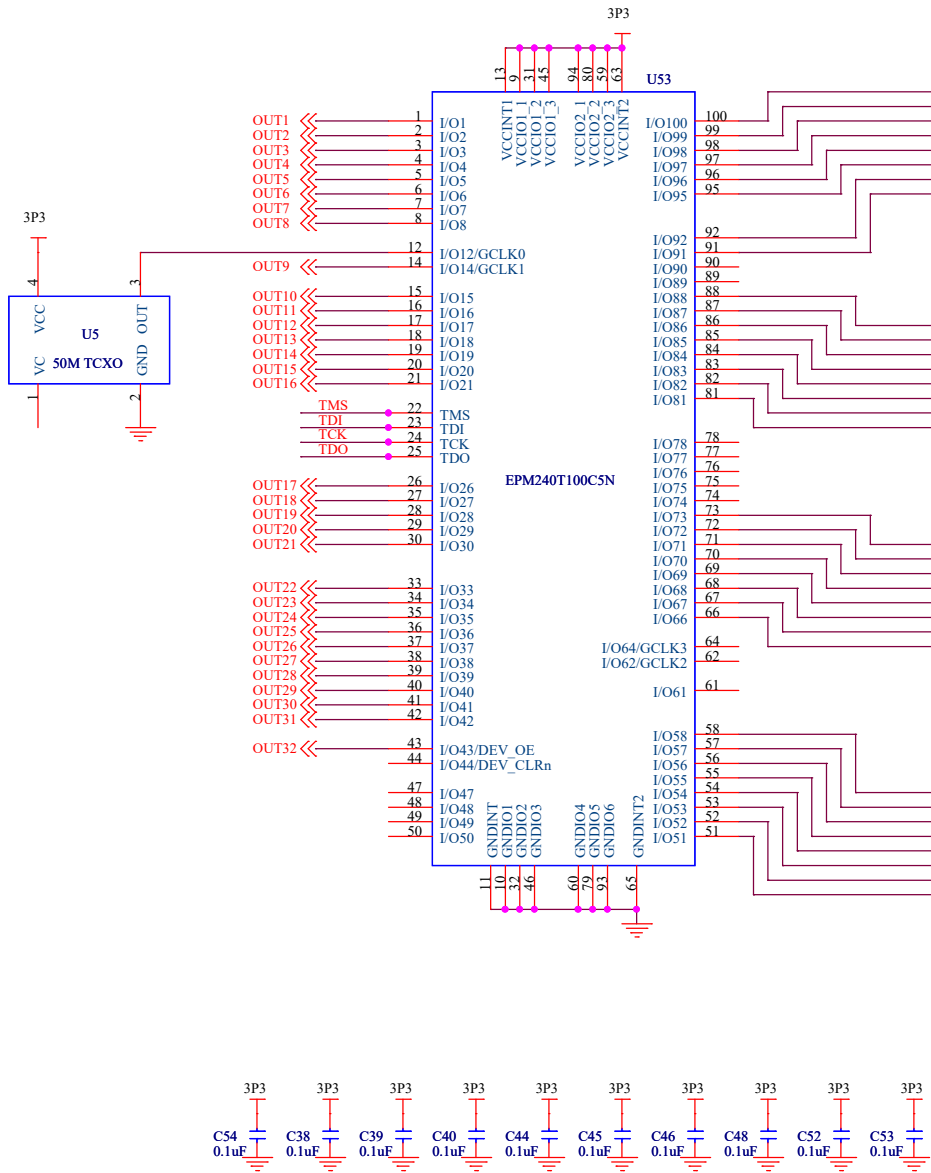 3P3
13
9
31
45
94
80
59
63
U53
VCCINT1
VCCIO1_1
VCCIO1_2
VCCIO1_3
VCCIO2_1
VCCIO2_2
VCCIO2_3
VCCINT2
OUT1 1 I/O1
OUT2 2 I/O2
OUT3 3 I/O3
OUT4 4 I/O4
OUT5 5 I/O5
OUT6 6 I/O6
OUT7 7 I/O7
OUT8 8 I/O8
12 I/O12/GCLK0
OUT9 14 I/O14/GCLK1
OUT10 15 I/O15
OUT11 16 I/O16
OUT12 17 I/O17
OUT13 18 I/O18
OUT14 19 I/O19
OUT15 20 I/O20
OUT16 21 I/O21
TMS 22 TMS
TDI 23 TDI
TCK 24 TCK
TDO 25 TDO
OUT17 26 I/O26
OUT18 27 I/O27
OUT19 28 I/O28
OUT20 29 I/O29
OUT21 30 I/O30
OUT22 33 I/O33
OUT23 34 I/O34
OUT24 35 I/O35
OUT25 36 I/O36
OUT26 37 I/O37
OUT27 38 I/O38
OUT28 39 I/O39
OUT29 40 I/O40
OUT30 41 I/O41
OUT31 42 I/O42
OUT32 43 I/O43/DEV_OE
44 I/O44/DEV_CLRn
47 I/O47
48 I/O48
49 I/O49
50 I/O50
3P3
4
3
VCC
OUT
U5
50M TCXO
VC
GND
1
2
EPM240T100C5N
I/O100 100
I/O99 99
I/O98 98
I/O97 97
I/O96 96
I/O95 95
I/O92 92
I/O91 91
I/O90 90
I/O89 89
I/O88 88
I/O87 87
I/O86 86
I/O85 85
I/O84 84
I/O83 83
I/O82 82
I/O81 81
I/O78 78
I/O77 77
I/O76 76
I/O75 75
I/O74 74
I/O73 73
I/O72 72
I/O71 71
I/O70 70
I/O69 69
I/O68 68
I/O67 67
I/O66 66
I/O64/GCLK3 64
I/O62/GCLK2 62
I/O61 61
I/O58 58
I/O57 57
I/O56 56
I/O55 55
I/O54 54
I/O53 53
I/O52 52
I/O51 51
GNDINT
GNDIO1
GNDIO2
GNDIO3
GNDIO4
GNDIO5
GNDIO6
GNDINT2
11
10
32
46
60
79
93
65
3P3 3P3 3P3 3P3 3P3 3P3 3P3 3P3 3P3 3P3
C54 C38 C39 C40 C44 C45 C46 C48 C52 C53
0.1uF 0.1uF 0.1uF 0.1uF 0.1uF 0.1uF 0.1uF 0.1uF 0.1uF 0.1uF